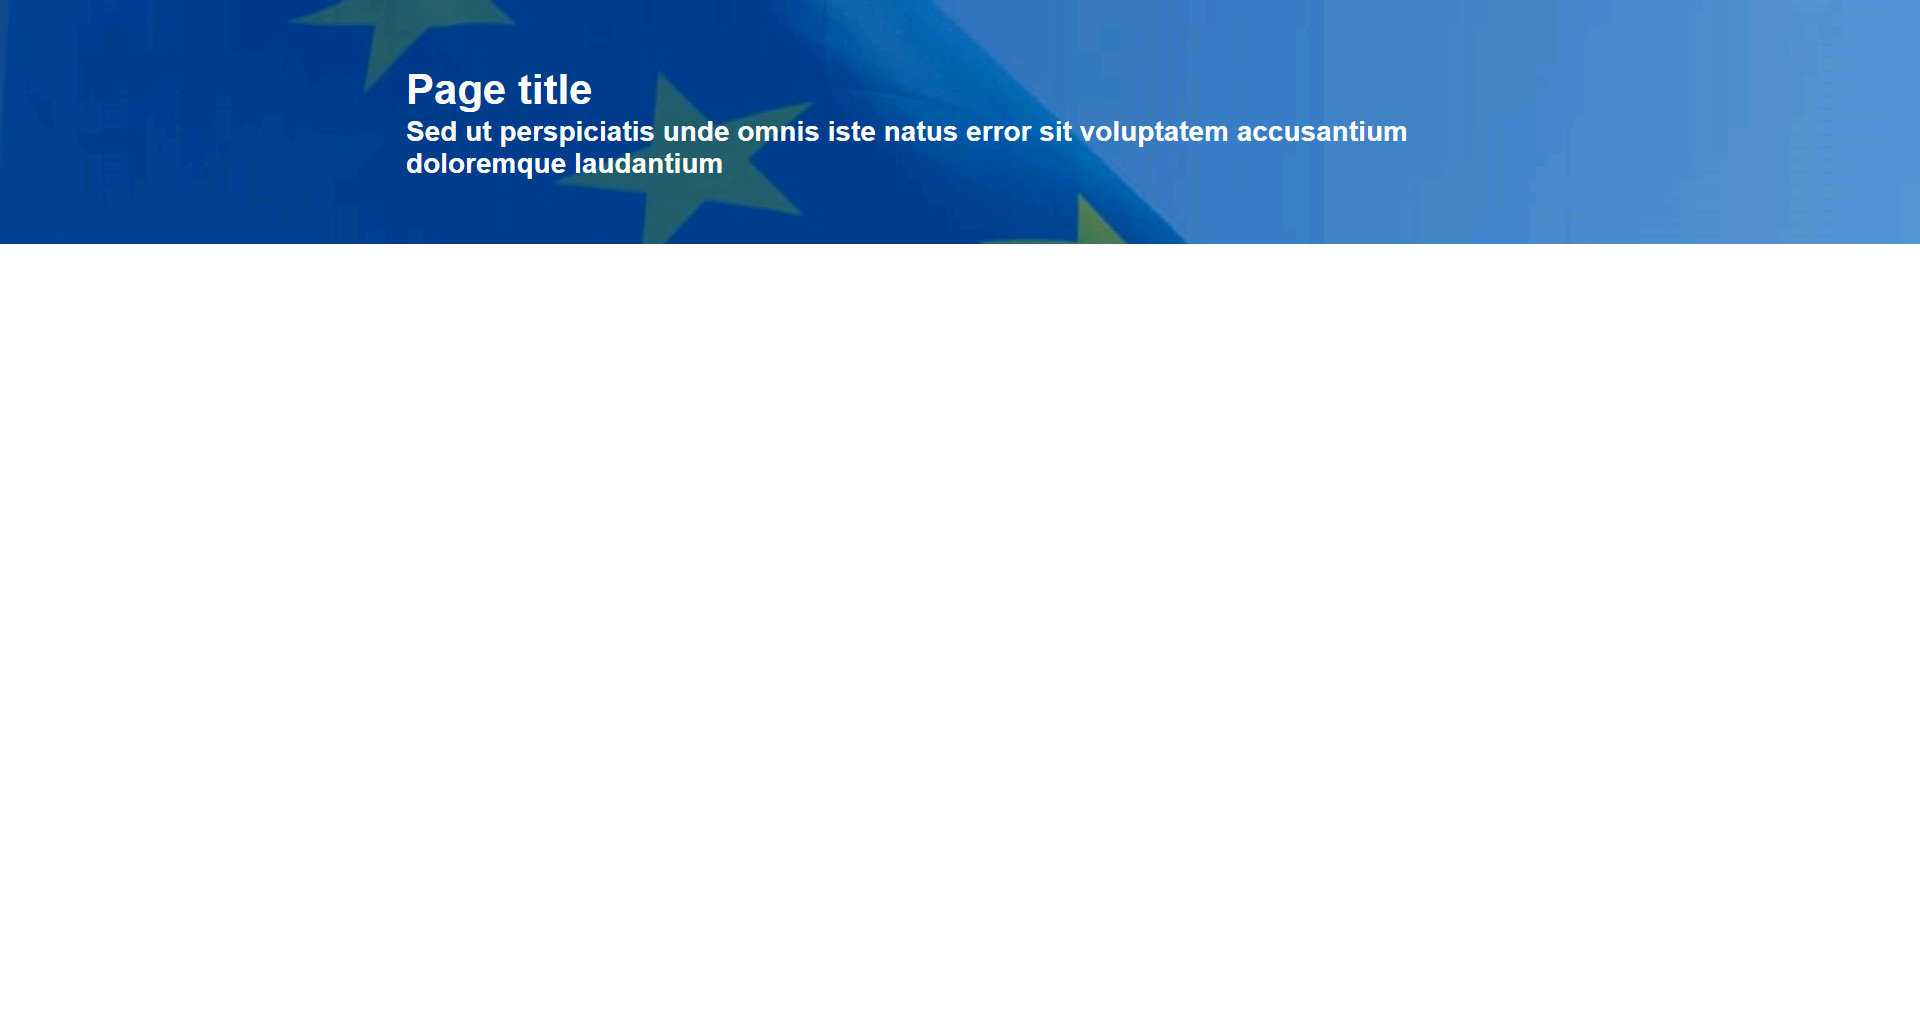 Page title
Sed ut perspiciatis unde omnis iste natus error sit voluptatem accusantium
doloremque laudantium